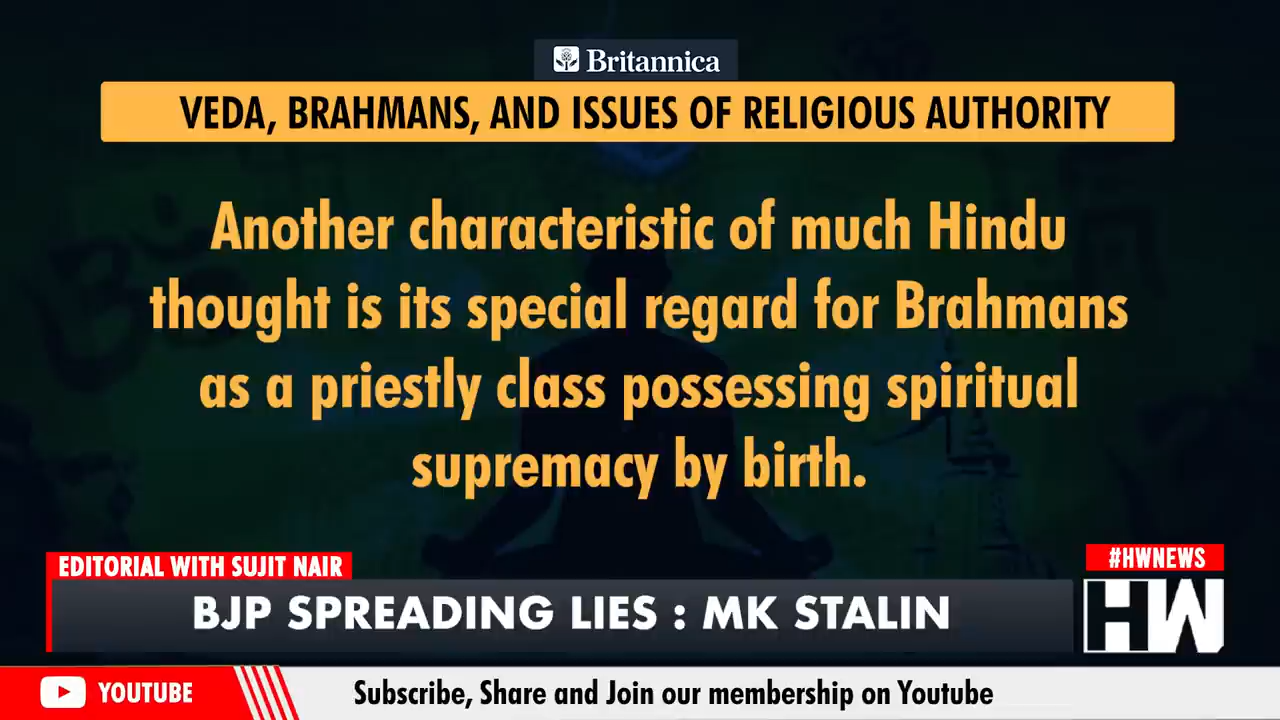 Britannica
VEDA, BRAHMANS, AND ISSUES OF RELIGIOUS AUTHORITY
Another characteristic of much Hindu
thought is its special regard for Brahmans
as a priestly class possessing spiritual
supremacy by birth.
EDITORIAL WITH SUJIT NAIR
#HWNEWS
BJP SPREADING LIES : MK STALIN
HW
YOUTUBE
Subscribe, Share and Join our membership on Youtube